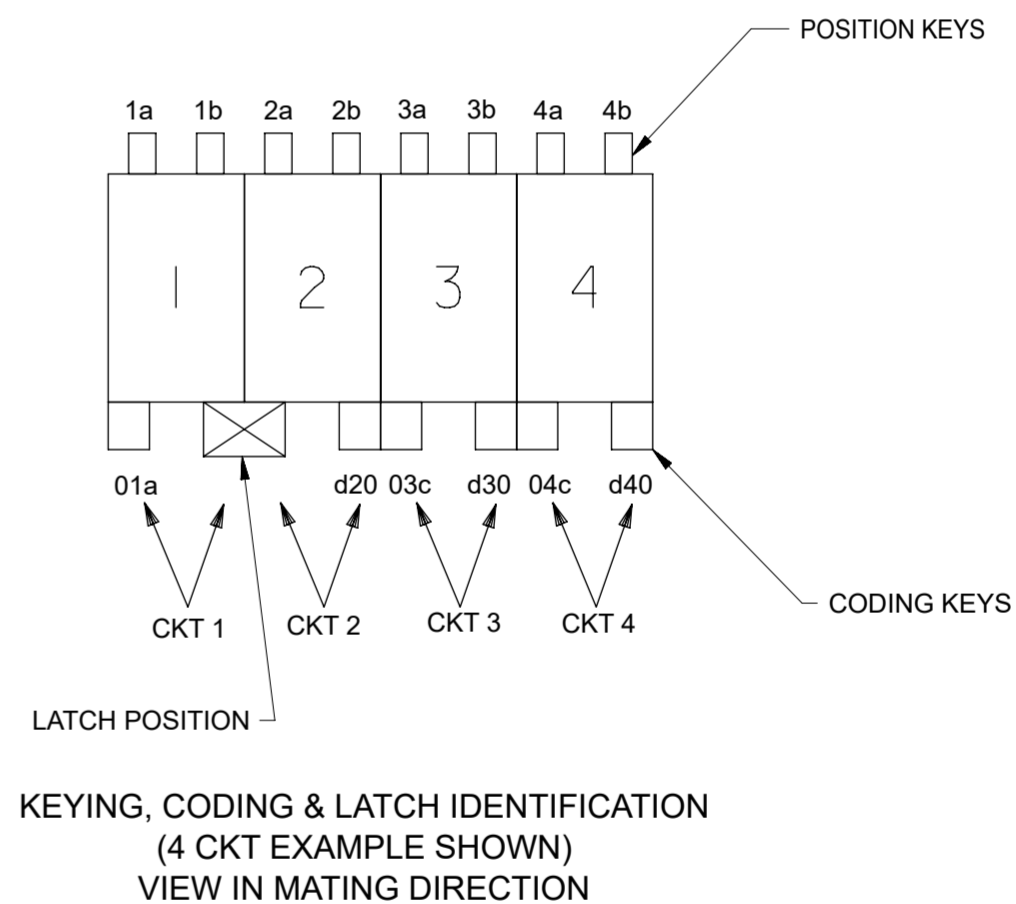 POSITION KEYS
1a 1b 2a 2b 3a 3b 4a 4b
1 2 3 4
01a d20 03c d30 04c d40
CODING KEYS
CKT 1 CKT 2 CKT 3 CKT 4
LATCH POSITION
KEYING, CODING & LATCH IDENTIFICATION
(4 CKT EXAMPLE SHOWN)
VIEW IN MATING DIRECTION